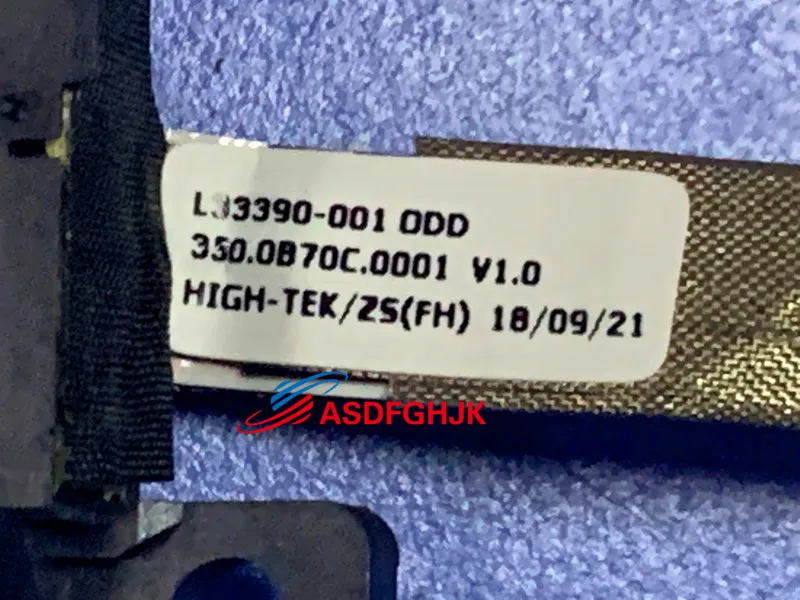 L33390-001 ODD
350.0B70C.0001 V1.0
HIGH-TEK/ZS(FH) 18/09/21
ASDFGHJK